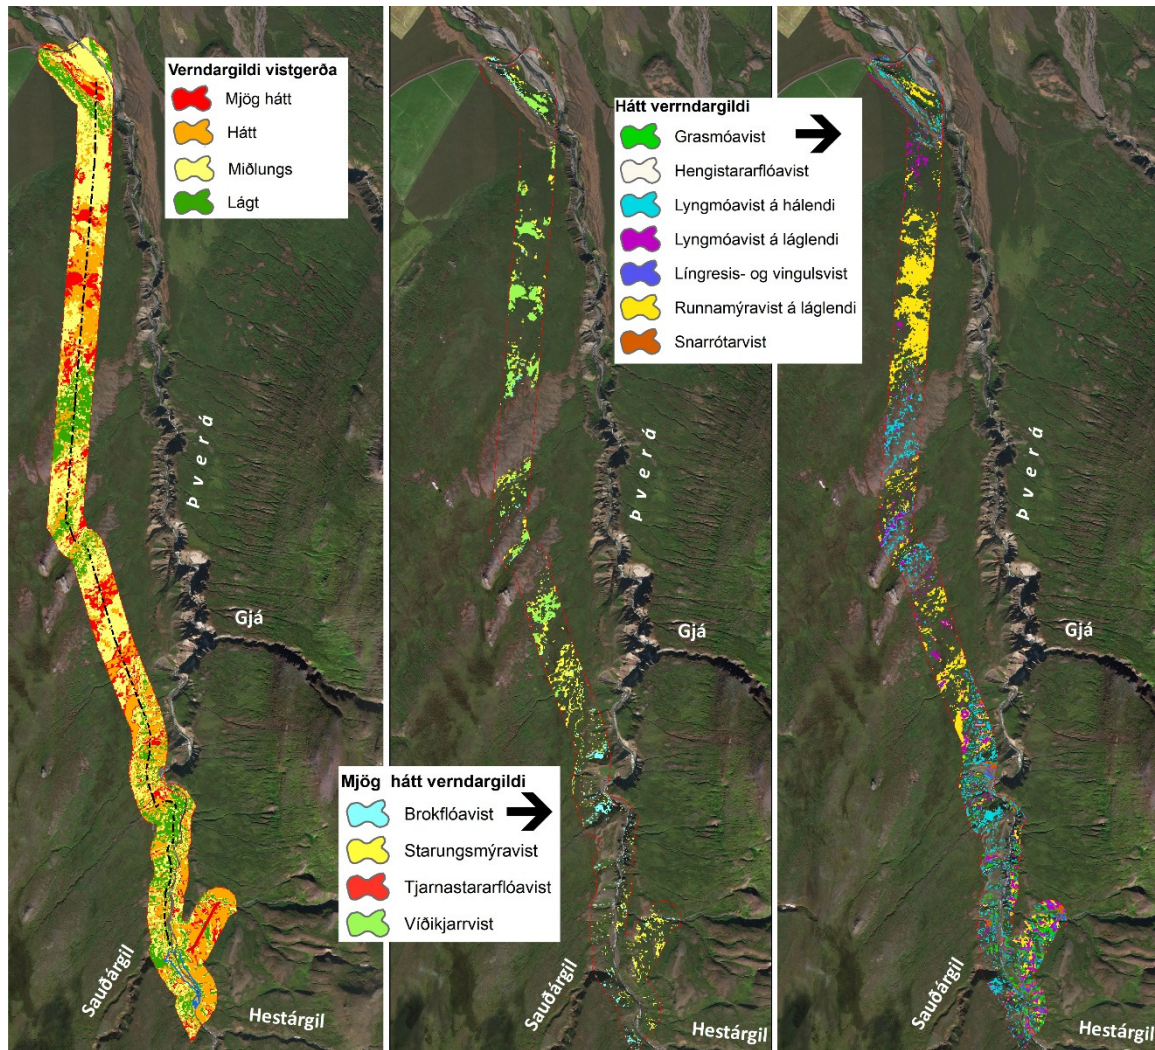 Verndargildi vistgerða
Mjög hátt
Hátt
Miðlungs
Lágt
Þverá
Gjá
Sauðárgil
Hestárgil
Mjög hátt verndargildi
Brokflóavist
Starungsmýravist
Tjarnastararflóavist
Víðikjarrvist
Þverá
Gjá
Sauðárgil
Hestárgil
Hátt verrndargildi
Grasmóavist
Hengistararflóavist
Lyngmóavist á hálendi
Lyngmóavist á láglendi
Língresis- og vingulsvist
Runnamýravist á láglendi
Snarrótarvist
Þverá
Gjá
Sauðárgil
Hestárgil